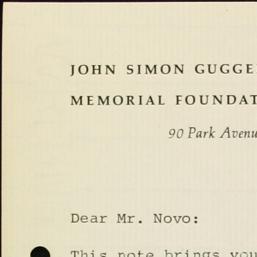 JOHN SIMON GUGGE
MEMORIAL FOUNDAT
90 Park Avenu
Dear Mr. Novo:
This note brings you